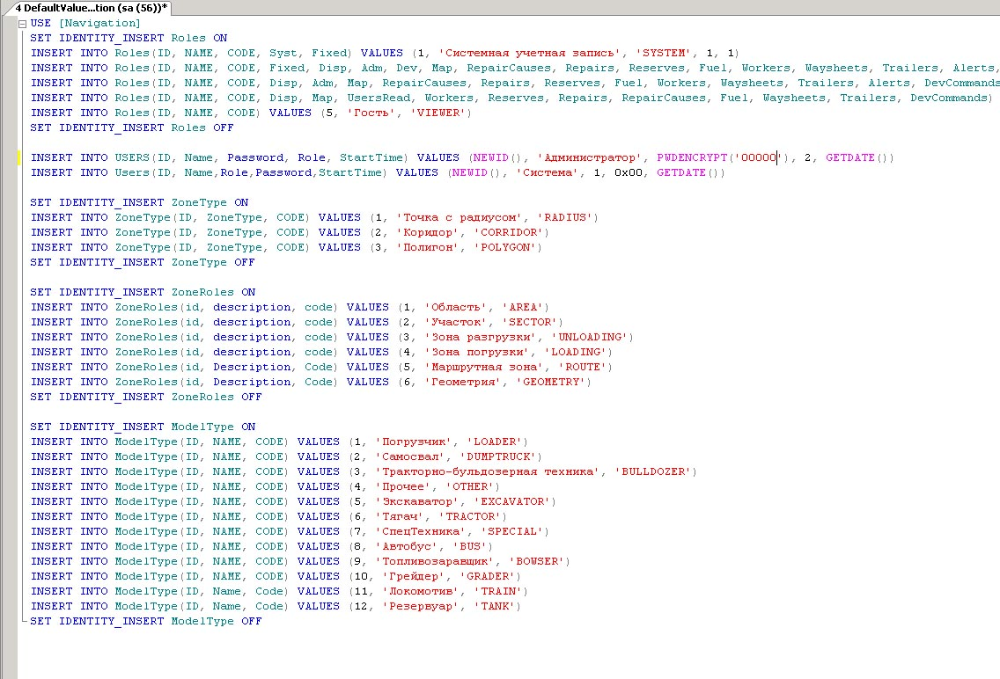 4 DefaultValue...tion (sa (56))*
USE [Navigation]
SET IDENTITY_INSERT Roles ON
INSERT INTO Roles(ID, NAME, CODE, Syst, Fixed) VALUES (1, 'Системная учетная запись', 'SYSTEM', 1, 1)
INSERT INTO Roles(ID, NAME, CODE, Fixed, Disp, Adm, Dev, Map, RepairCauses, Repairs, Reserves, Fuel, Workers, Waysheets, Trailers, Alerts,
INSERT INTO Roles(ID, NAME, CODE, Disp, Adm, Map, RepairCauses, Repairs, Reserves, Fuel, Workers, Waysheets, Trailers, Alerts, DevCommands
INSERT INTO Roles(ID, NAME, CODE, Disp, Map, UsersRead, Workers, Reserves, Repairs, RepairCauses, Fuel, Waysheets, Trailers, DevCommands)
INSERT INTO Roles(ID, NAME, CODE) VALUES (5, 'Гость', 'VIEWER')
SET IDENTITY_INSERT Roles OFF
INSERT INTO USERS(ID, Name, Password, Role, StartTime) VALUES (NEWID(), 'Администратор', PWDENCRYPT('00000'), 2, GETDATE())
INSERT INTO Users(ID, Name,Role,Password,StartTime) VALUES (NEWID(), 'Система', 1, 0x00, GETDATE())
SET IDENTITY_INSERT ZoneType ON
INSERT INTO ZoneType(ID, ZoneType, CODE) VALUES (1, 'Точка с радиусом', 'RADIUS')
INSERT INTO ZoneType(ID, ZoneType, CODE) VALUES (2, 'Коридор', 'CORRIDOR')
INSERT INTO ZoneType(ID, ZoneType, CODE) VALUES (3, 'Полигон', 'POLYGON')
SET IDENTITY_INSERT ZoneType OFF
SET IDENTITY_INSERT ZoneRoles ON
INSERT INTO ZoneRoles(id, description, code) VALUES (1, 'Область', 'AREA')
INSERT INTO ZoneRoles(id, description, code) VALUES (2, 'Участок', 'SECTOR')
INSERT INTO ZoneRoles(id, description, code) VALUES (3, 'Зона разгрузки', 'UNLOADING')
INSERT INTO ZoneRoles(id, description, code) VALUES (4, 'Зона погрузки', 'LOADING')
INSERT INTO ZoneRoles(id, Description, Code) VALUES (5, 'Маршрутная зона', 'ROUTE')
INSERT INTO ZoneRoles(id, Description, Code) VALUES (6, 'Геометрия', 'GEOMETRY')
SET IDENTITY_INSERT ZoneRoles OFF
SET IDENTITY_INSERT ModelType ON
INSERT INTO ModelType(ID, NAME, CODE) VALUES (1, 'Погрузчик', 'LOADER')
INSERT INTO ModelType(ID, NAME, CODE) VALUES (2, 'Самосвал', 'DUMPTRUCK')
INSERT INTO ModelType(ID, NAME, CODE) VALUES (3, 'Тракторно-бульдозерная техника', 'BULLDOZER')
INSERT INTO ModelType(ID, NAME, CODE) VALUES (4, 'Прочее', 'OTHER')
INSERT INTO ModelType(ID, NAME, CODE) VALUES (5, 'Экскаватор', 'EXCAVATOR')
INSERT INTO ModelType(ID, NAME, CODE) VALUES (6, 'Тягач', 'TRACTOR')
INSERT INTO ModelType(ID, NAME, CODE) VALUES (7, 'СпецТехника', 'SPECIAL')
INSERT INTO ModelType(ID, NAME, CODE) VALUES (8, 'Автобус', 'BUS')
INSERT INTO ModelType(ID, NAME, CODE) VALUES (9, 'Топливозаравщик', 'BOWSER')
INSERT INTO ModelType(ID, NAME, CODE) VALUES (10, 'Грейдер', 'GRADER')
INSERT INTO ModelType(ID, Name, Code) VALUES (11, 'Локомотив', 'TRAIN')
INSERT INTO ModelType(ID, Name, Code) VALUES (12, 'Резервуар', 'TANK')
SET IDENTITY_INSERT ModelType OFF